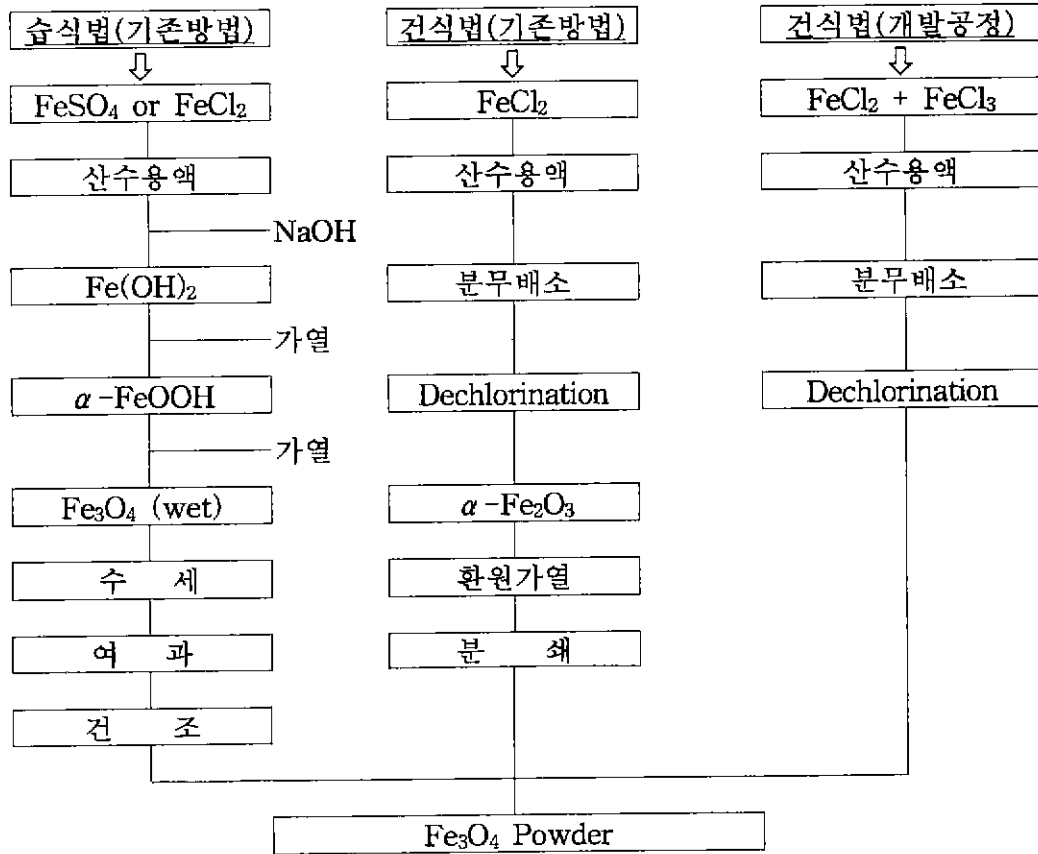 습식법(기존방법)
FeSO₄ or FeCl₂
산수용액
NaOH
Fe(OH)₂
가열
α-FeOOH
가열
Fe₃O₄ (wet)
수 세
여 과
건 조
건식법(기존방법)
FeCl₂
산수용액
분무배소
Dechlorination
α-Fe₂O₃
환원가열
분 쇄
건식법(개발공정)
FeCl₂ + FeCl₃
산수용액
분무배소
Dechlorination
Fe₃O₄ Powder